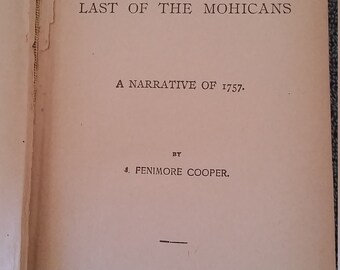 LAST OF THE MOHICANS
A NARRATIVE OF 1757.
BY
FENIMORE COOPER.